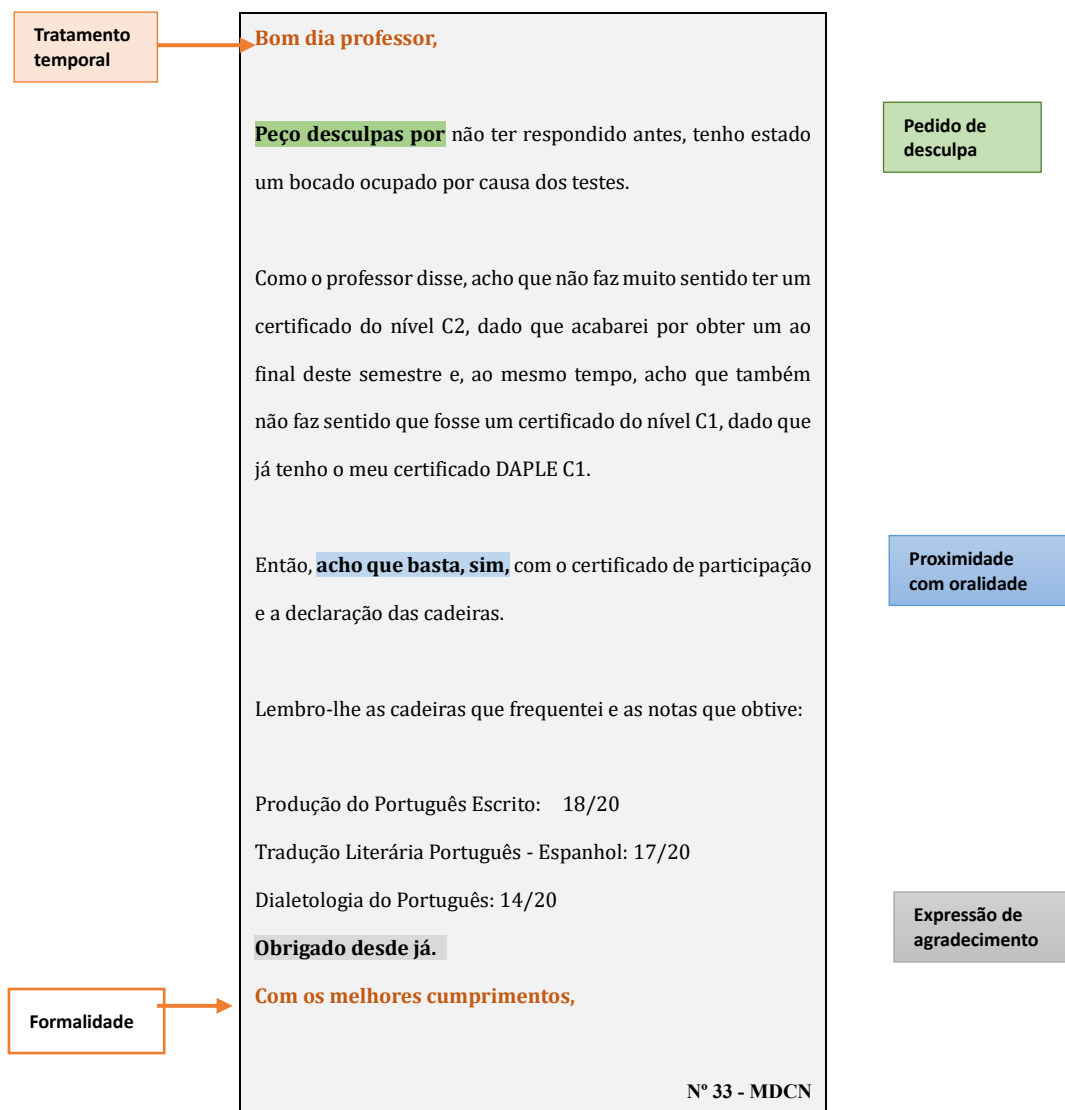 Tratamento
temporal
Bom dia professor,
Peço desculpas por não ter respondido antes, tenho estado
um bocado ocupado por causa dos testes.
Pedido de
desculpa
Como o professor disse, acho que não faz muito sentido ter um
certificado do nível C2, dado que acabarei por obter um ao
final deste semestre e, ao mesmo tempo, acho que também
não faz sentido que fosse um certificado do nível C1, dado que
já tenho o meu certificado DAPLE C1.
Então, acho que basta, sim, com o certificado de participação
e a declaração das cadeiras.
Proximidade
com oralidade
Lembro-lhe as cadeiras que frequentei e as notas que obtive:
Produção do Português Escrito: 18/20
Tradução Literária Português - Espanhol: 17/20
Dialetologia do Português: 14/20
Obrigado desde já.
Expressão de
agradecimento
Com os melhores cumprimentos,
Formalidade
Nº 33 - MDCN